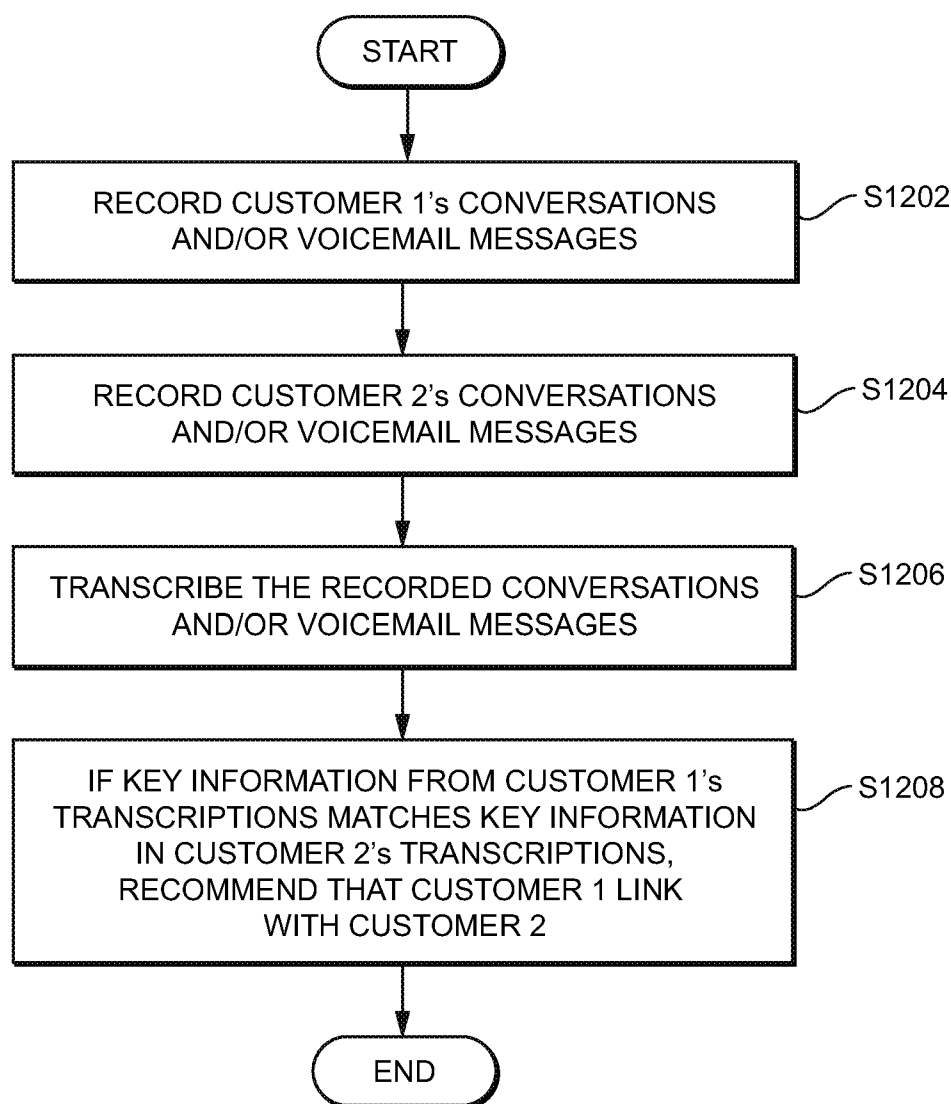 START
RECORD CUSTOMER 1's CONVERSATIONS
AND/OR VOICEMAIL MESSAGES
S1202
RECORD CUSTOMER 2's CONVERSATIONS
AND/OR VOICEMAIL MESSAGES
S1204
TRANSCRIBE THE RECORDED CONVERSATIONS
AND/OR VOICEMAIL MESSAGES
S1206
IF KEY INFORMATION FROM CUSTOMER 1's
TRANSCRIPTIONS MATCHES KEY INFORMATION
IN CUSTOMER 2's TRANSCRIPTIONS,
RECOMMEND THAT CUSTOMER 1 LINK
WITH CUSTOMER 2
S1208
END